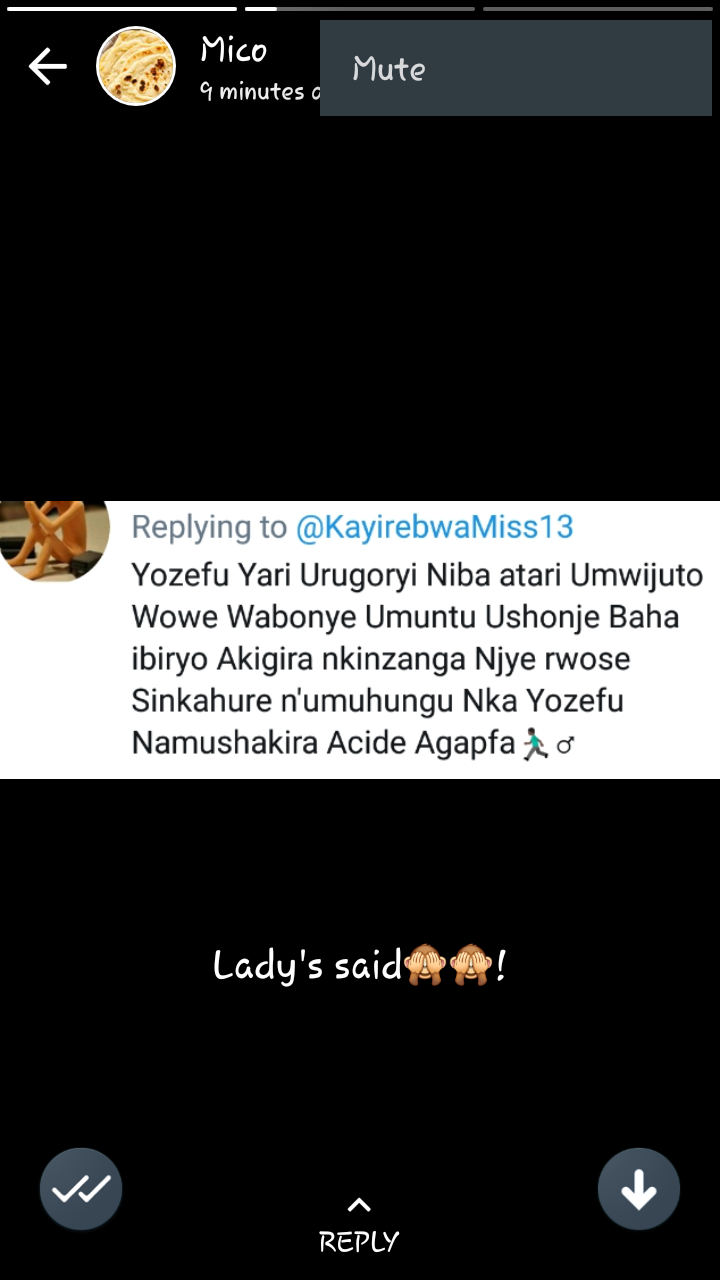 Mico
9 minutes a
Mute
Replying to @KayirebwaMiss13
Yozefu Yari Urugoryi Niba atari Umwijuto
Wowe Wabonye Umuntu Ushonje Baha
ibiryo Akigira nkinzanga Njye rwose
Sinkahure n'umuhungu Nka Yozefu
Namushakira Acide Agapfa🏃🏿♂
Lady's said🙈🙈!
REPLY